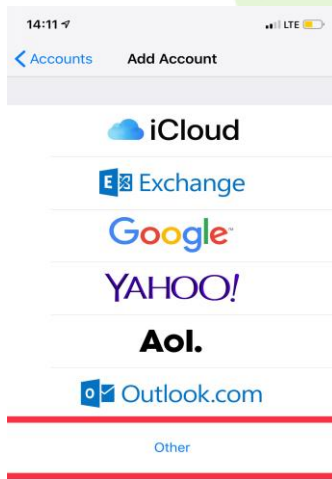 14:11 LTE
Accounts Add Account
iCloud
E Exchange
Google
YAHOO!
Aol.
o Outlook.com
Other